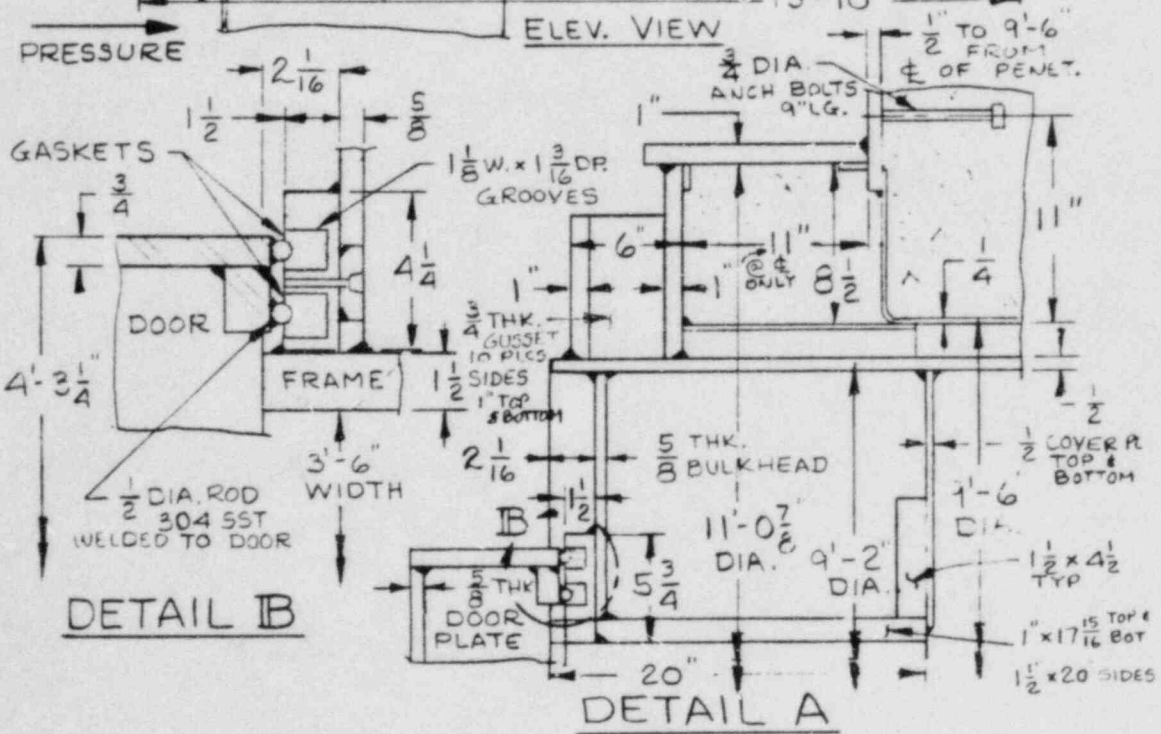 ELEV. VIEW
PRESSURE
1/2" TO 9'-6"
FROM
℄ OF PENET.
3/4 DIA.
ANCH BOLTS
9" LG.
2 1/16
1 1/2
5/8
GASKETS
3/4
1 1/8 W. x 1 3/16 DP.
GROOVES
4 1/4
DOOR
4'-3 1/4"
FRAME
1 1/2
3'-6"
WIDTH
1/2 DIA. ROD
304 SST
WELDED TO DOOR
DETAIL B
1"
6"
11"
@ ℄
ONLY
8 1/2
11"
1/4
1"
1"
3/4 THK.
GUSSET
10 PLCS
SIDES
1" TOP
& BOTTOM
1/2
1/2 COVER PL
TOP &
BOTTOM
2 1/16
5/8 THK.
BULKHEAD
1 1/2
B
11'-0 7/8
DIA.
9'-2"
DIA.
DIA.
1 1/2 x 4 1/2
TYP
5 3/4
5/8 THK
DOOR
PLATE
1" x 17 15/16 TOP &
BOT
1 1/2" x 20 SIDES
20"
DETAIL A